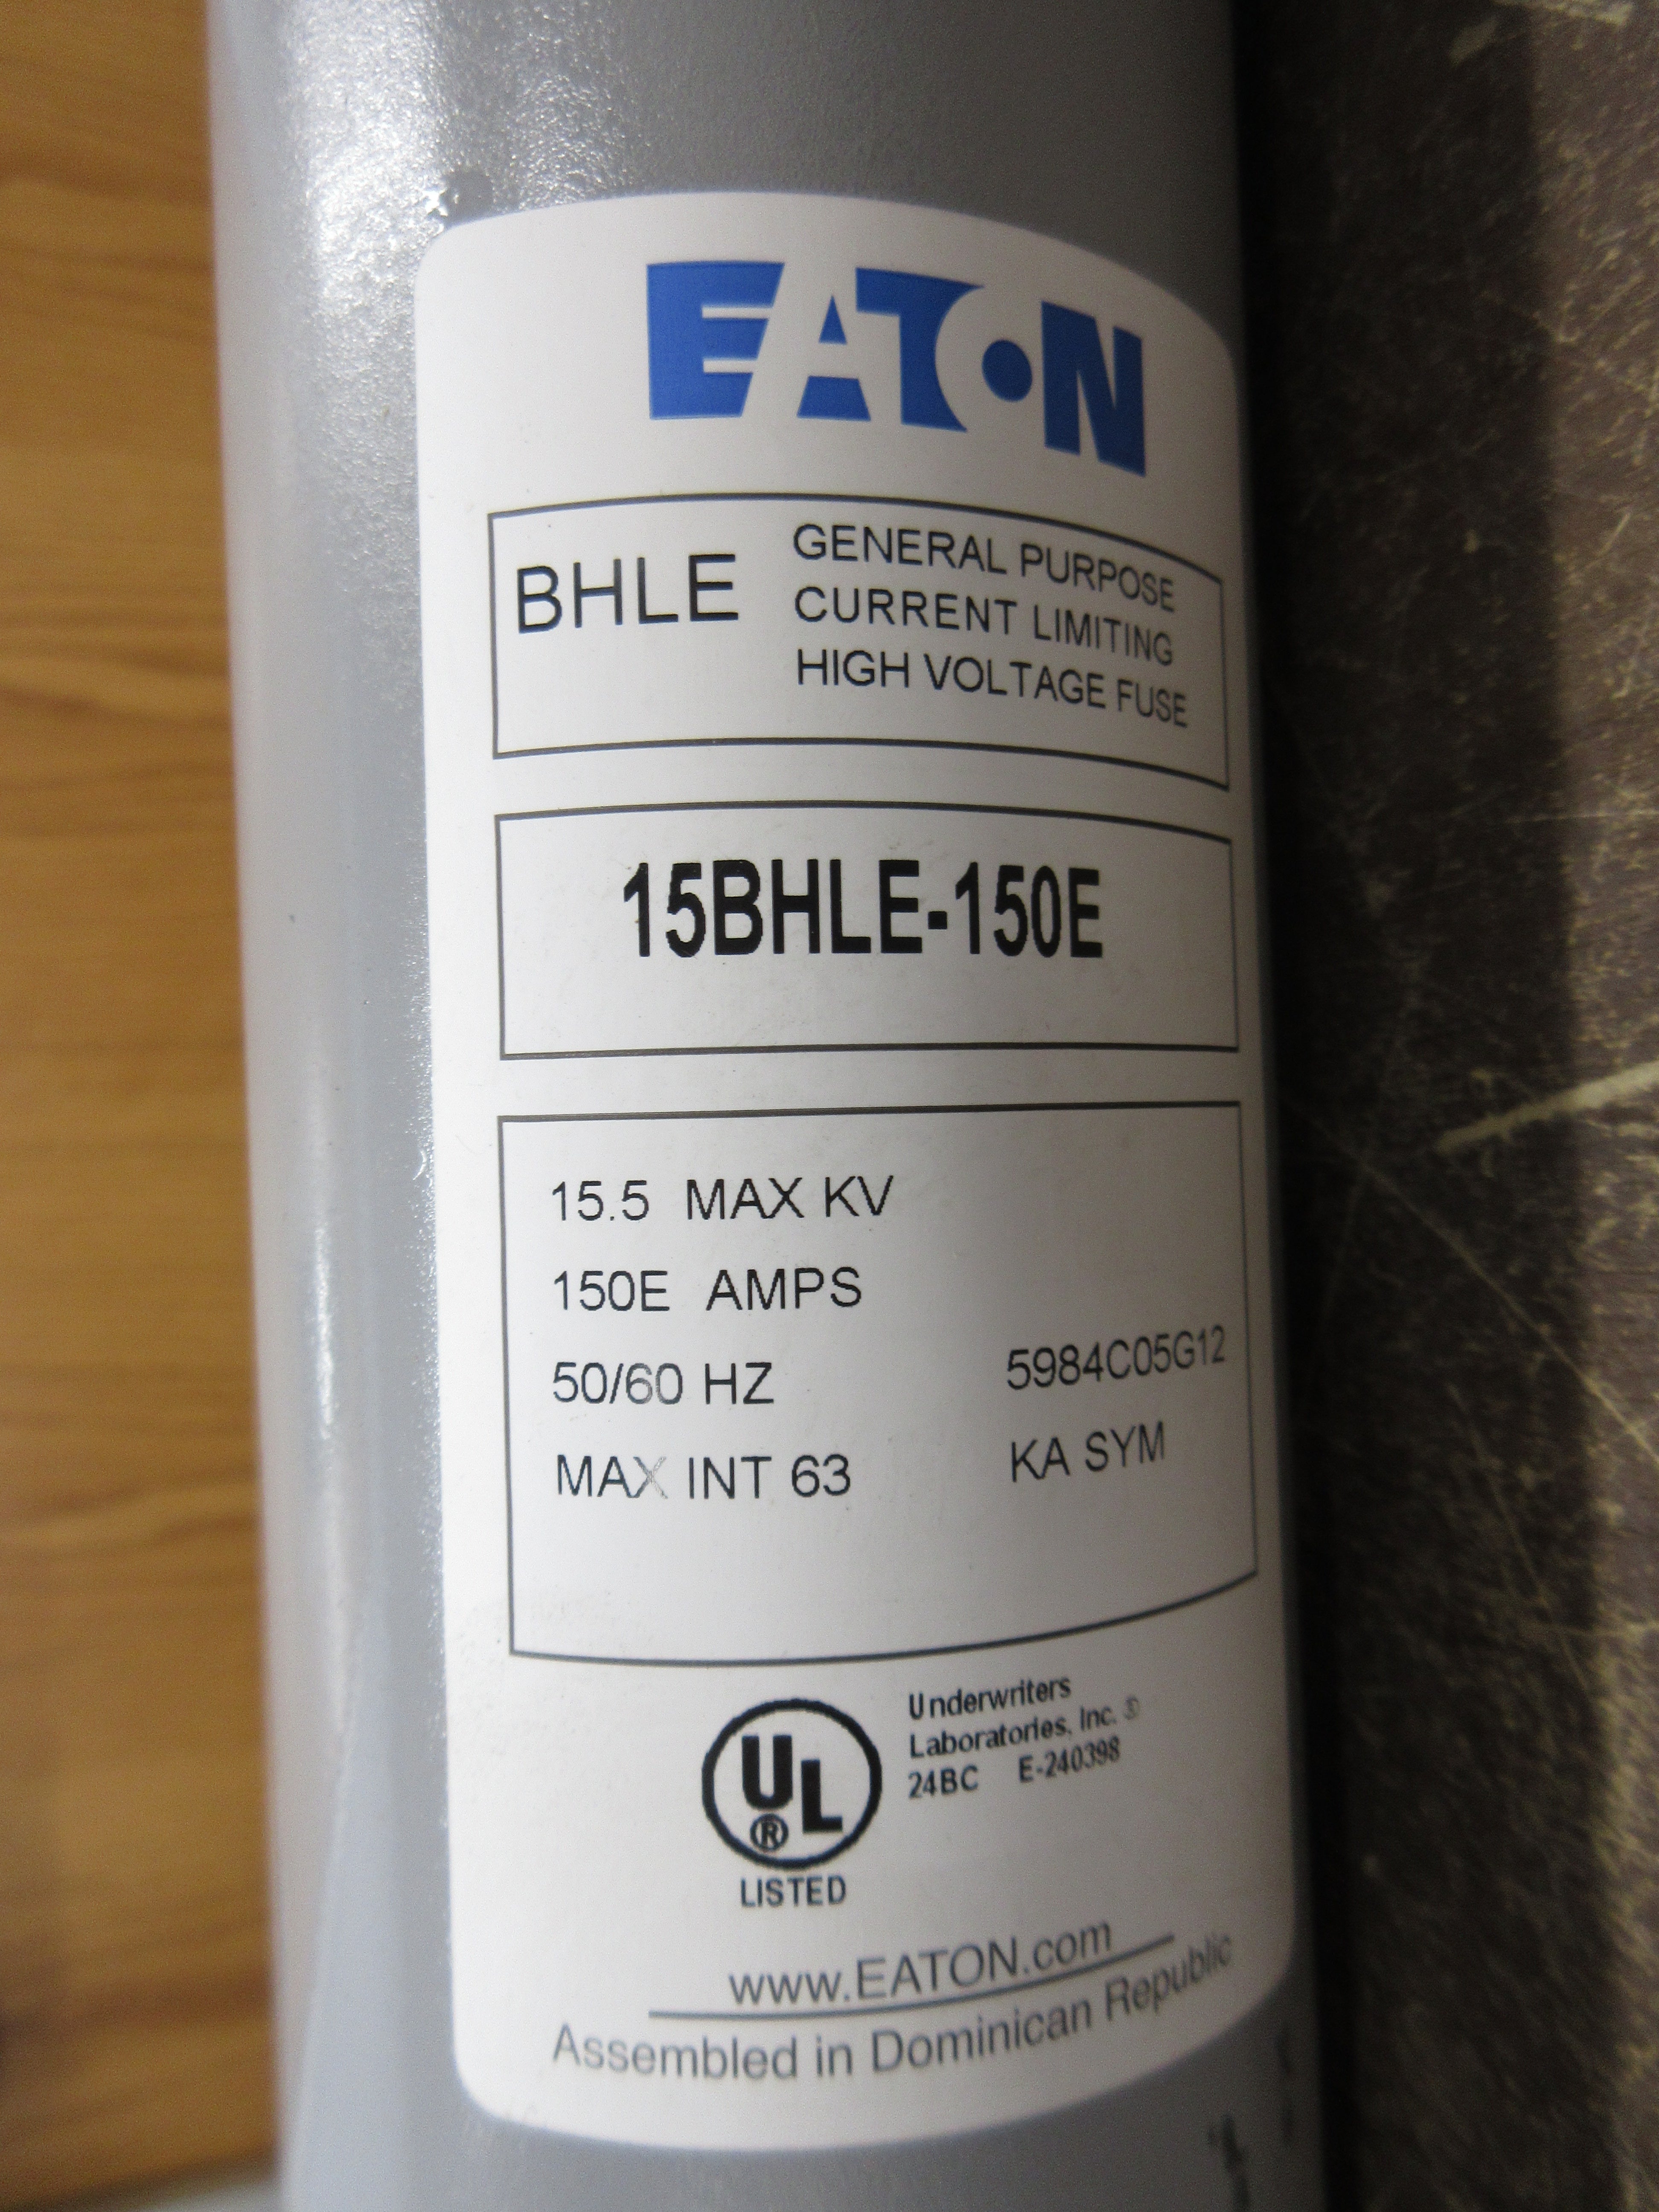 EATON
BHLE
GENERAL PURPOSE
CURRENT LIMITING
HIGH VOLTAGE FUSE
15BHLE-150E
15.5 MAX KV
150E AMPS
50/60 HZ 5984C05G12
MAX INT 63 KA SYM
UL
®
LISTED
Underwriters
Laboratories, Inc. ®
24BC E-240398
www.EATON.com
Assembled in Dominican Republic